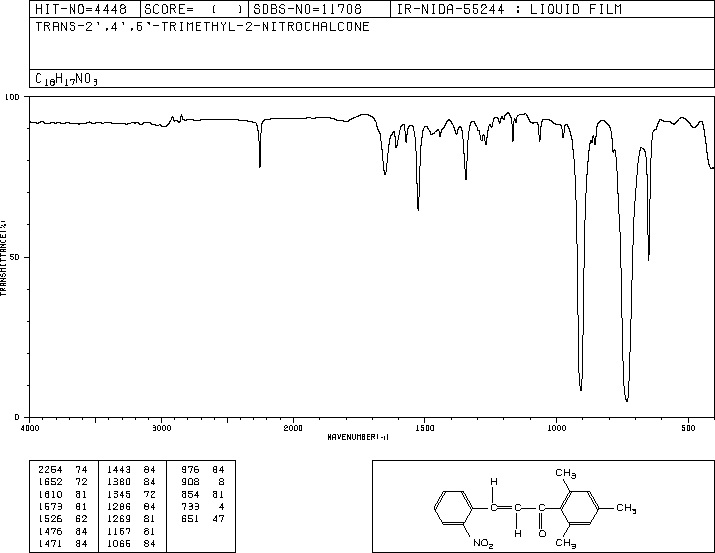 HIT-NO=4448 SCORE= ( ) SDBS-NO=11708 IR-NIDA-55244 : LIQUID FILM
TRANS-2',4',6'-TRIMETHYL-2-NITROCHALCONE
C18H17NO3
100
50
0
TRANSMITTANCE(%)
4000 3000 2000 1500 1000 500
WAVENUMBER(-1)
2254 74 1443 84 976 84
1652 72 1380 84 908 8
1610 81 1345 72 854 81
1573 81 1286 84 733 4
1526 62 1269 81 651 47
1476 84 1167 81
1471 84 1066 84
H
CH3
CH3
H
O
NO2
CH3